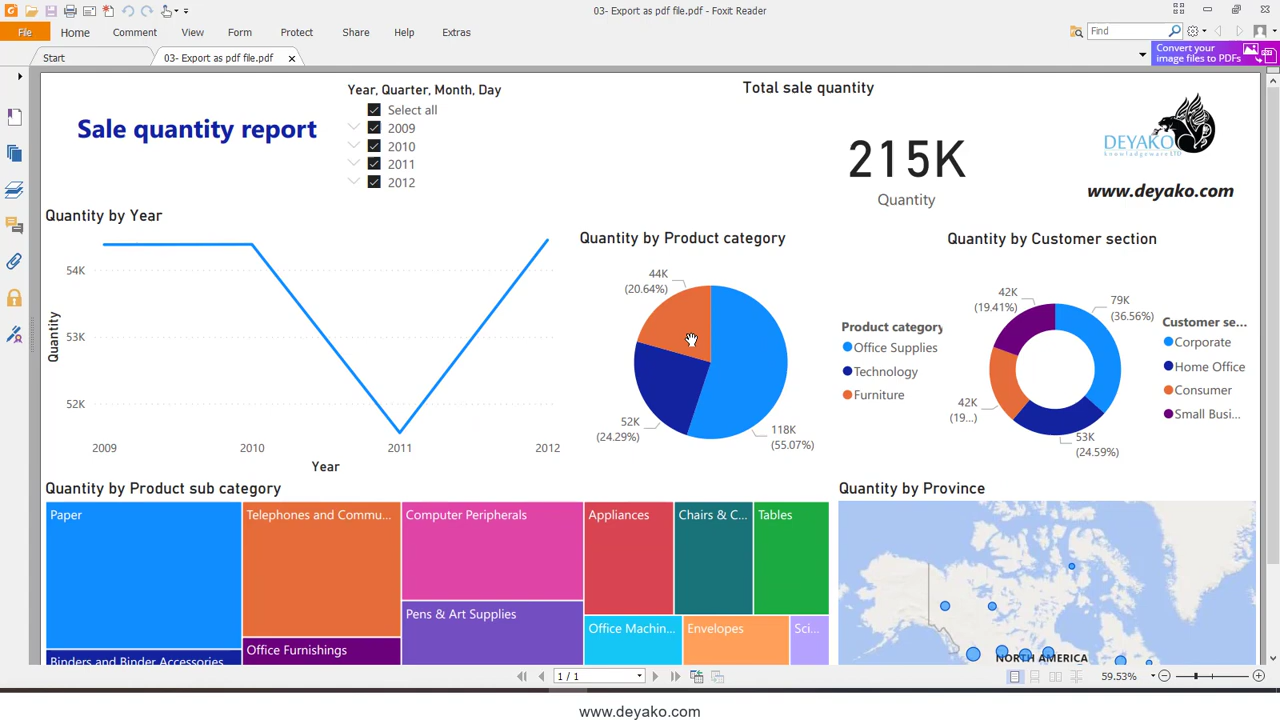 03- Export as pdf file.pdf - Foxit Reader
File
Home
Comment
View
Form
Protect
Share
Help
Extras
Find
Start
03- Export as pdf file.pdf
Convert your
image files to PDFs
Sale quantity report
Year, Quarter, Month, Day
Select all
2009
2010
2011
2012
Total sale quantity
215K
Quantity
DEYAKO
knowledgeware LTD
www.deyako.com
Quantity by Year
54K
53K
52K
Quantity
2009
2010
2011
2012
Year
Quantity by Product category
44K
(20.64%)
52K
(24.29%)
118K
(55.07%)
Product category
Office Supplies
Technology
Furniture
Quantity by Customer section
42K
(19.41%)
79K
(36.56%)
42K
(19...)
53K
(24.59%)
Customer se...
Corporate
Home Office
Consumer
Small Busi...
Quantity by Product sub category
Paper
Telephones and Commu...
Computer Peripherals
Appliances
Chairs & C...
Tables
Pens & Art Supplies
Office Machin...
Envelopes
Sci...
Office Furnishings
Binders and Binder Accessories
Quantity by Province
NORTH AMERICA
1 / 1
59.53%
www.deyako.com